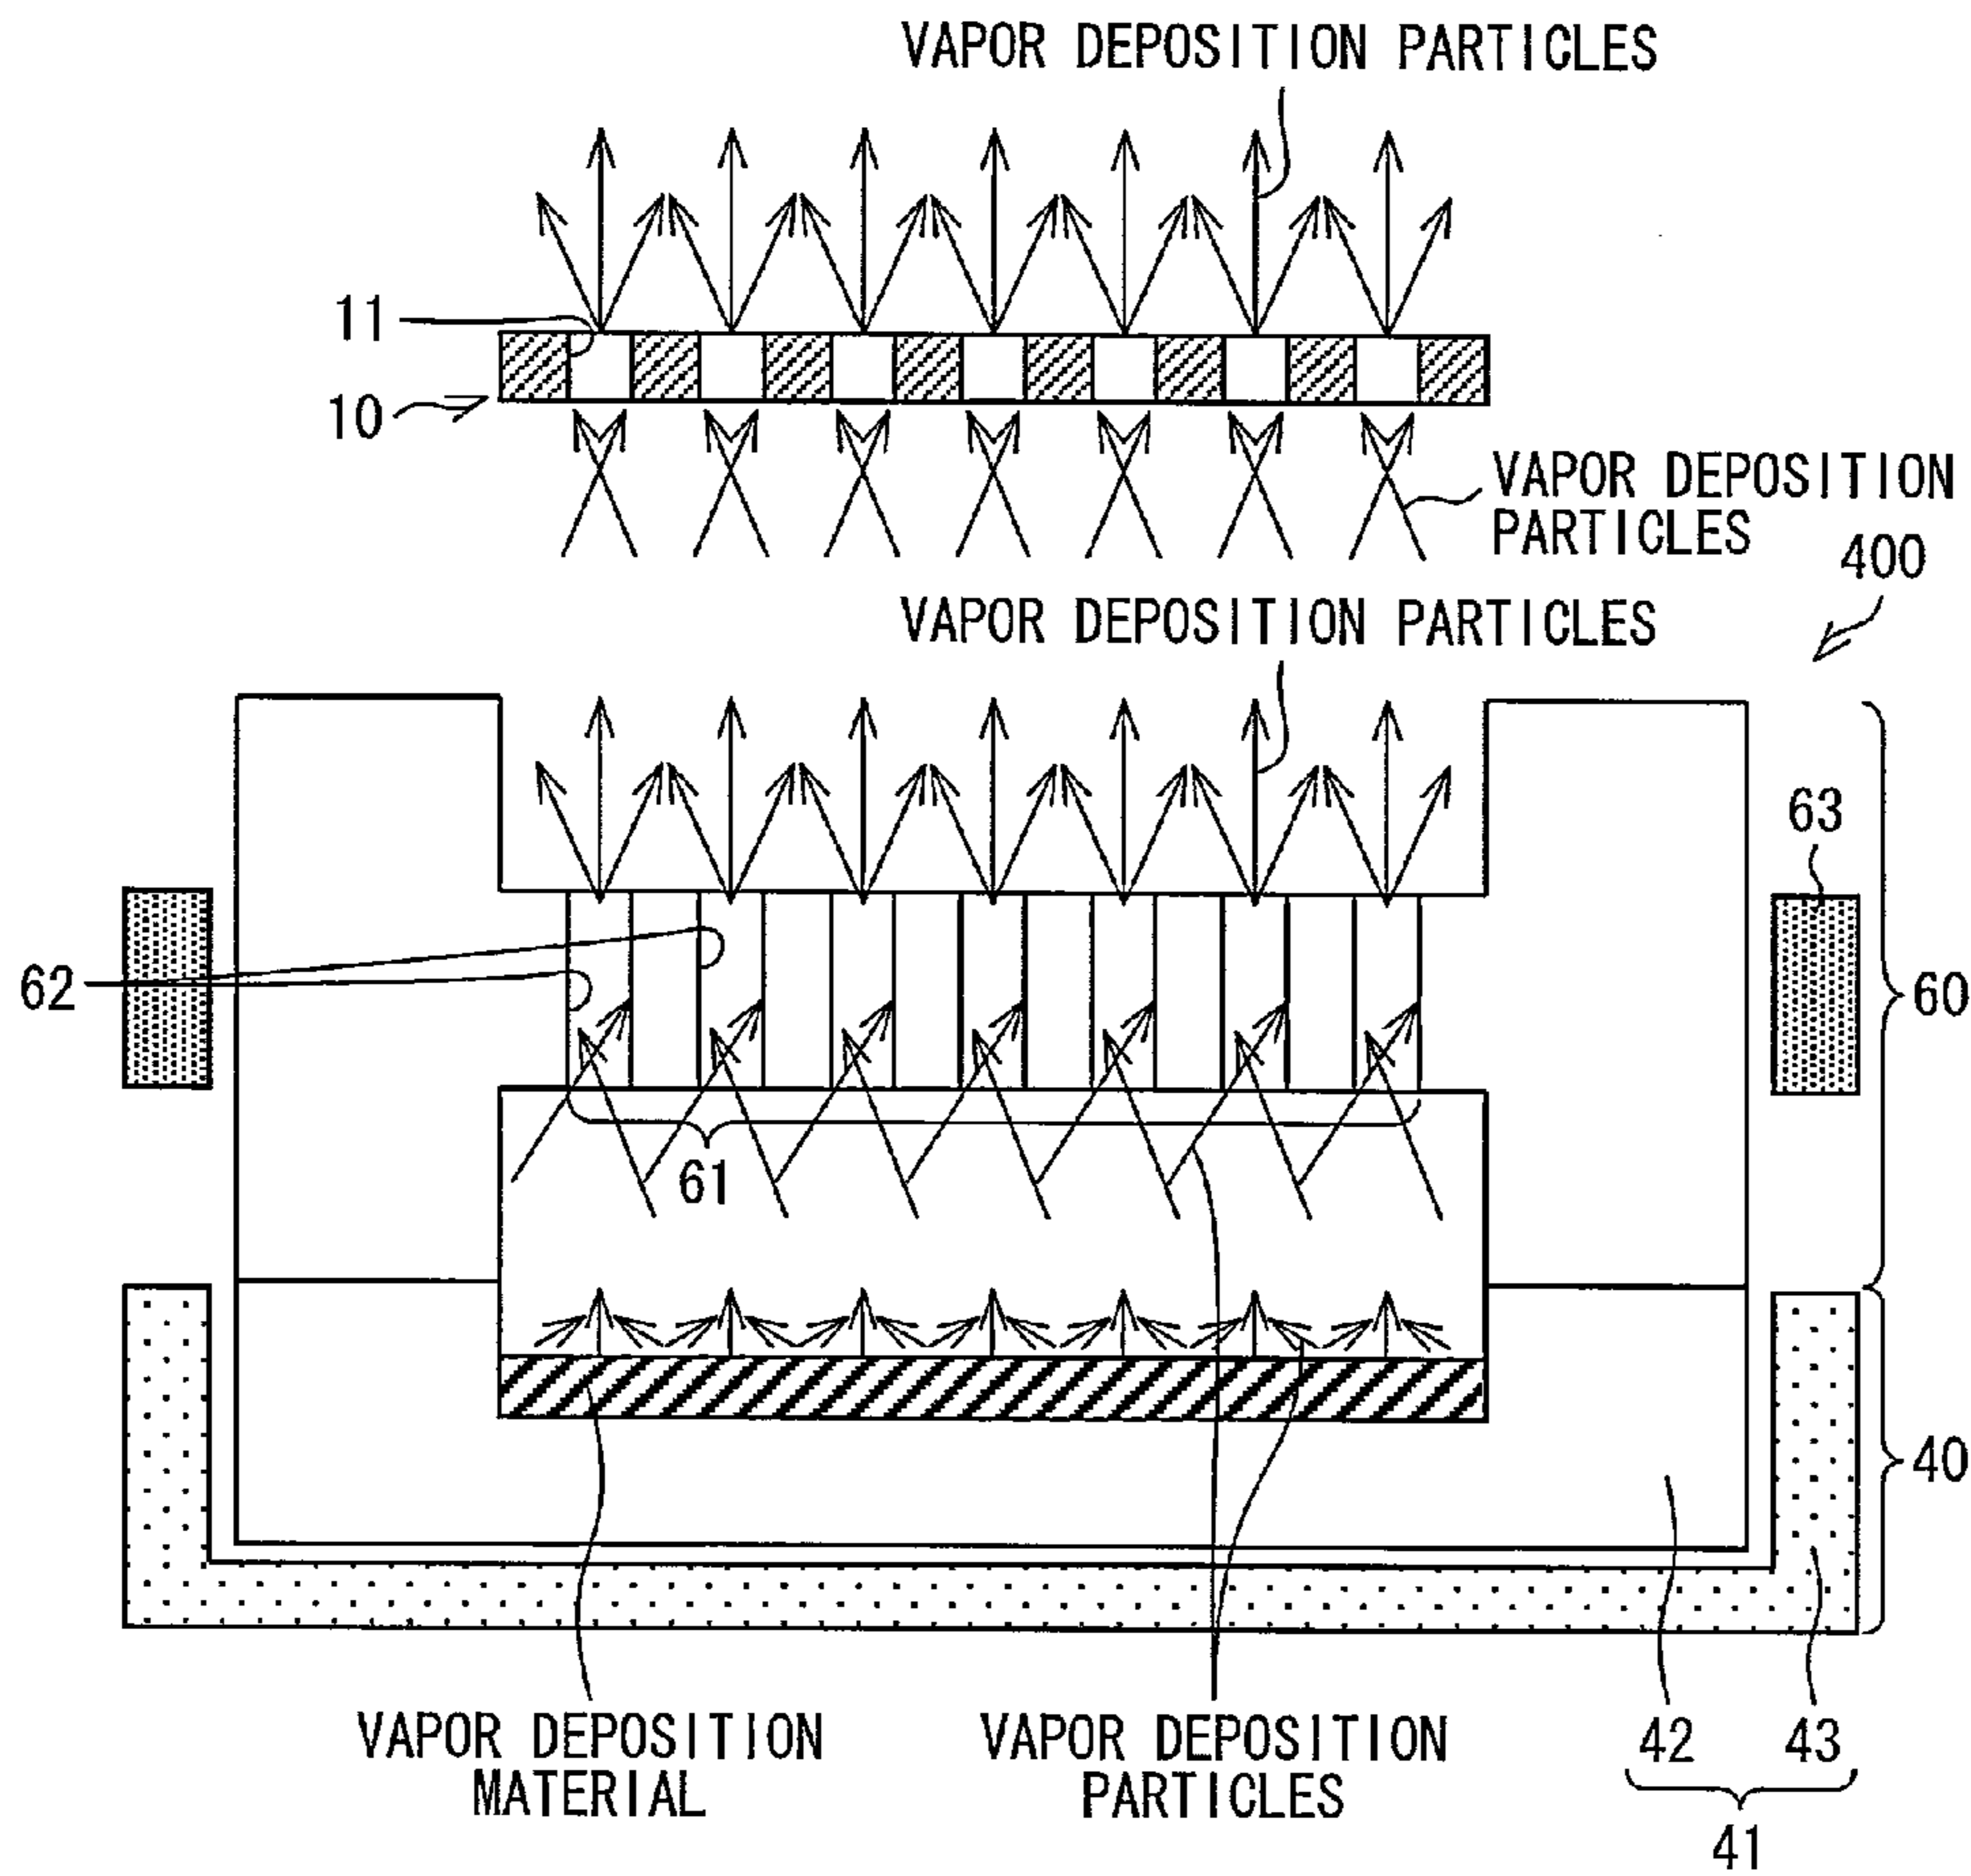 VAPOR DEPOSITION PARTICLES
11
10
VAPOR DEPOSITION
PARTICLES
400
VAPOR DEPOSITION PARTICLES
63
62
60
61
40
VAPOR DEPOSITION
MATERIAL
VAPOR DEPOSITION
PARTICLES
42 43
41